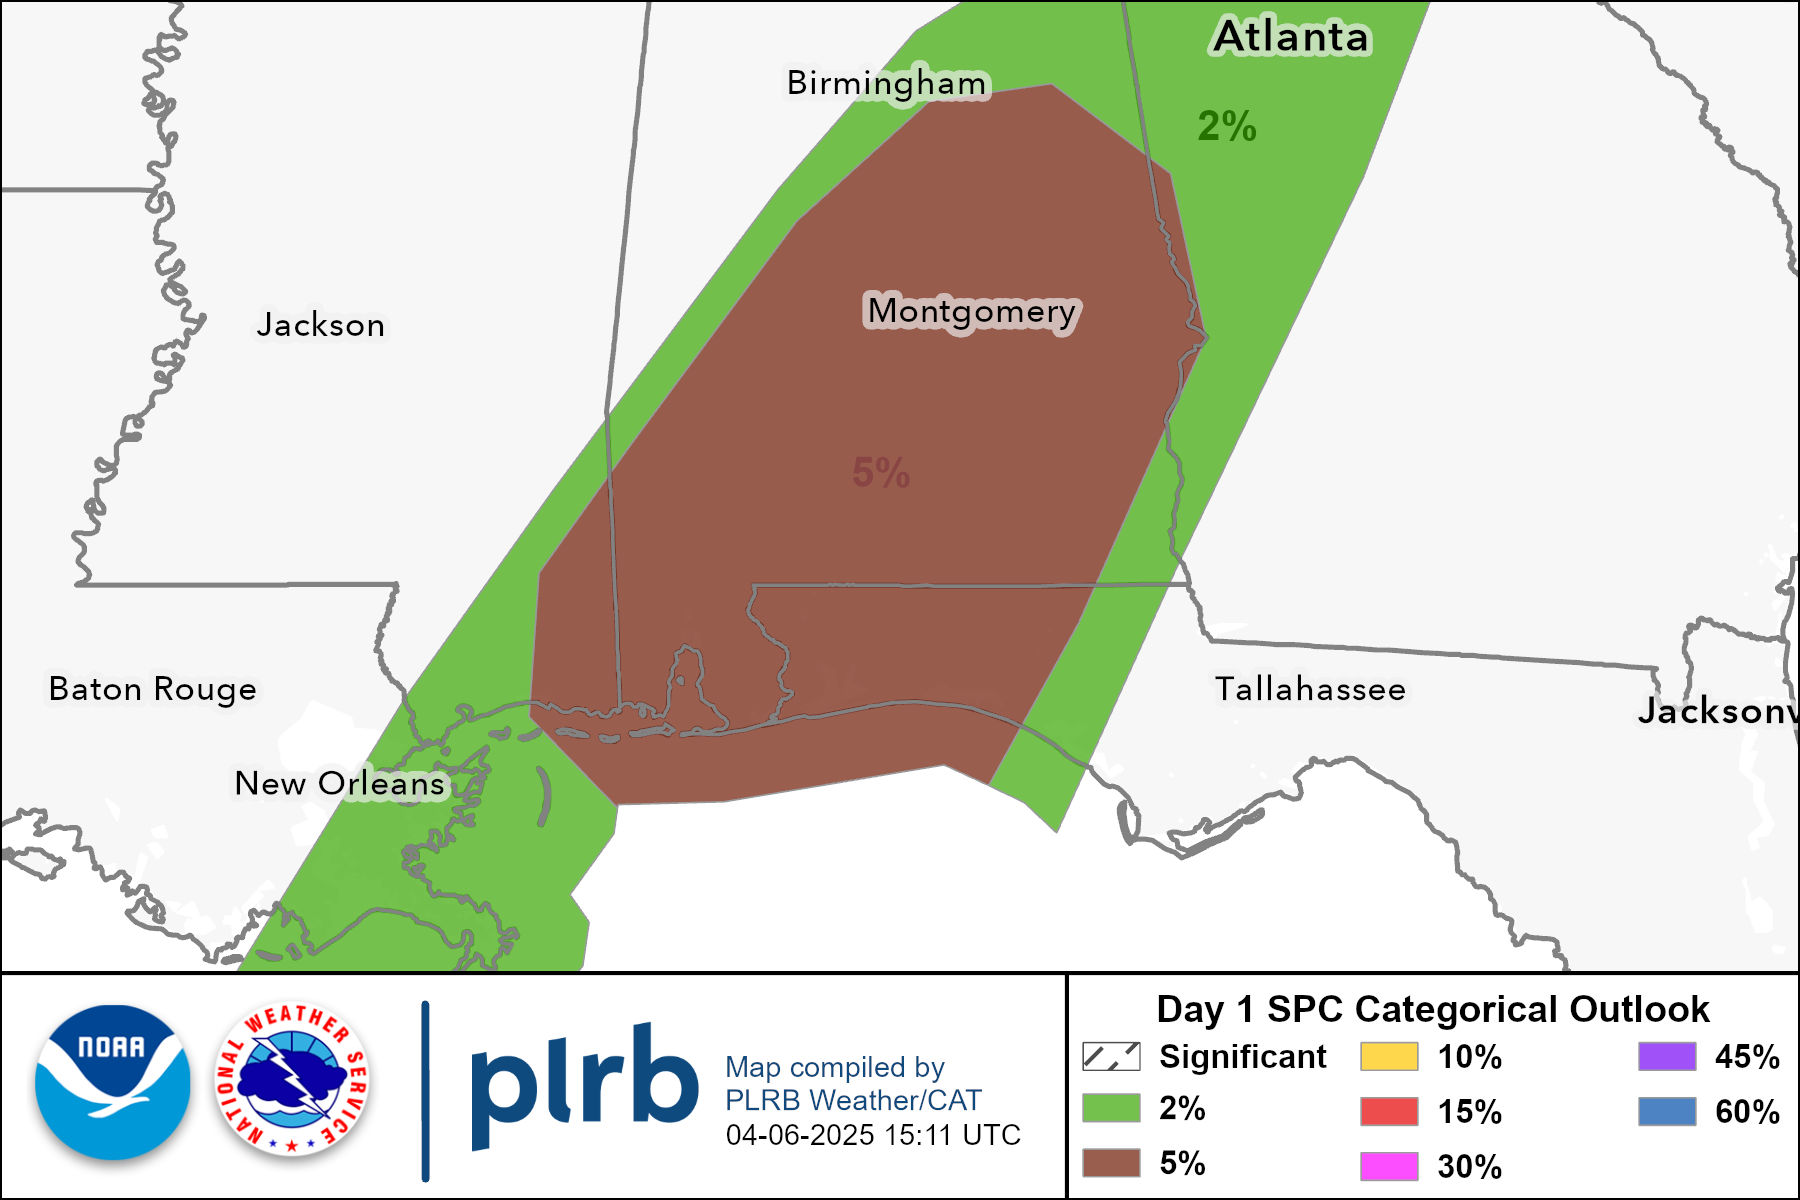 Atlanta
Birmingham
2%
Montgomery
Jackson
5%
Baton Rouge
Tallahassee
Jacksonv
New Orleans
NOAA
NATIONAL WEATHER SERVICE
plrb
Map compiled by
PLRB Weather/CAT
04-06-2025 15:11 UTC
Day 1 SPC Categorical Outlook
Significant
2%
5%
10%
15%
30%
45%
60%